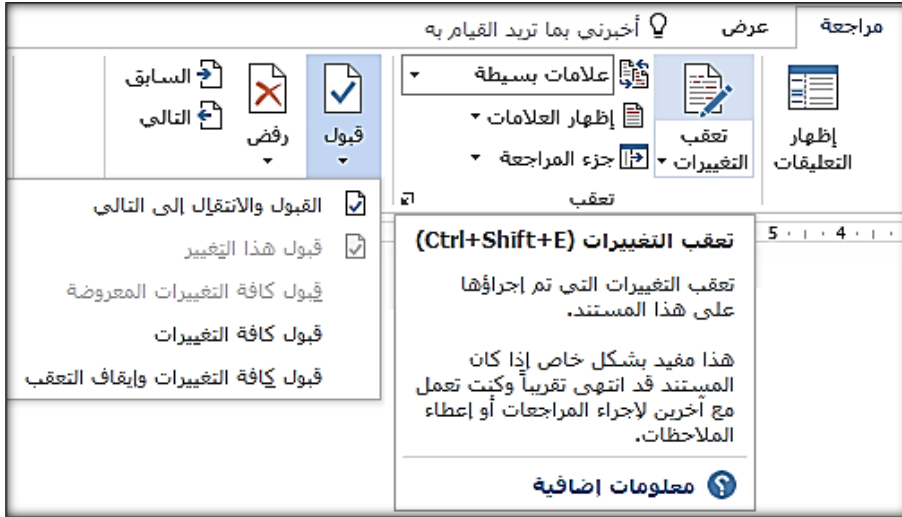 مراجعة عرض أخبرني بما تريد القيام به
إظهار
التعليقات
تعقب
التغييرات
علامات بسيطة
إظهار العلامات
جزء المراجعة
تعقب
قبول
رفض
السابق
التالي
5 4
القبول والانتقال إلى التالي
قبول هذا التغيير
قبول كافة التغييرات المعروضة
قبول كافة التغييرات
قبول كافة التغييرات وإيقاف التعقب
تعقب التغييرات (Ctrl+Shift+E)
تعقب التغييرات التي تم إجراؤها
على هذا المستند.
هذا مفيد بشكل خاص إذا كان
المستند قد انتهى تقريباً وكنت تعمل
مع آخرين لإجراء المراجعات أو إعطاء
الملاحظات.
معلومات إضافية